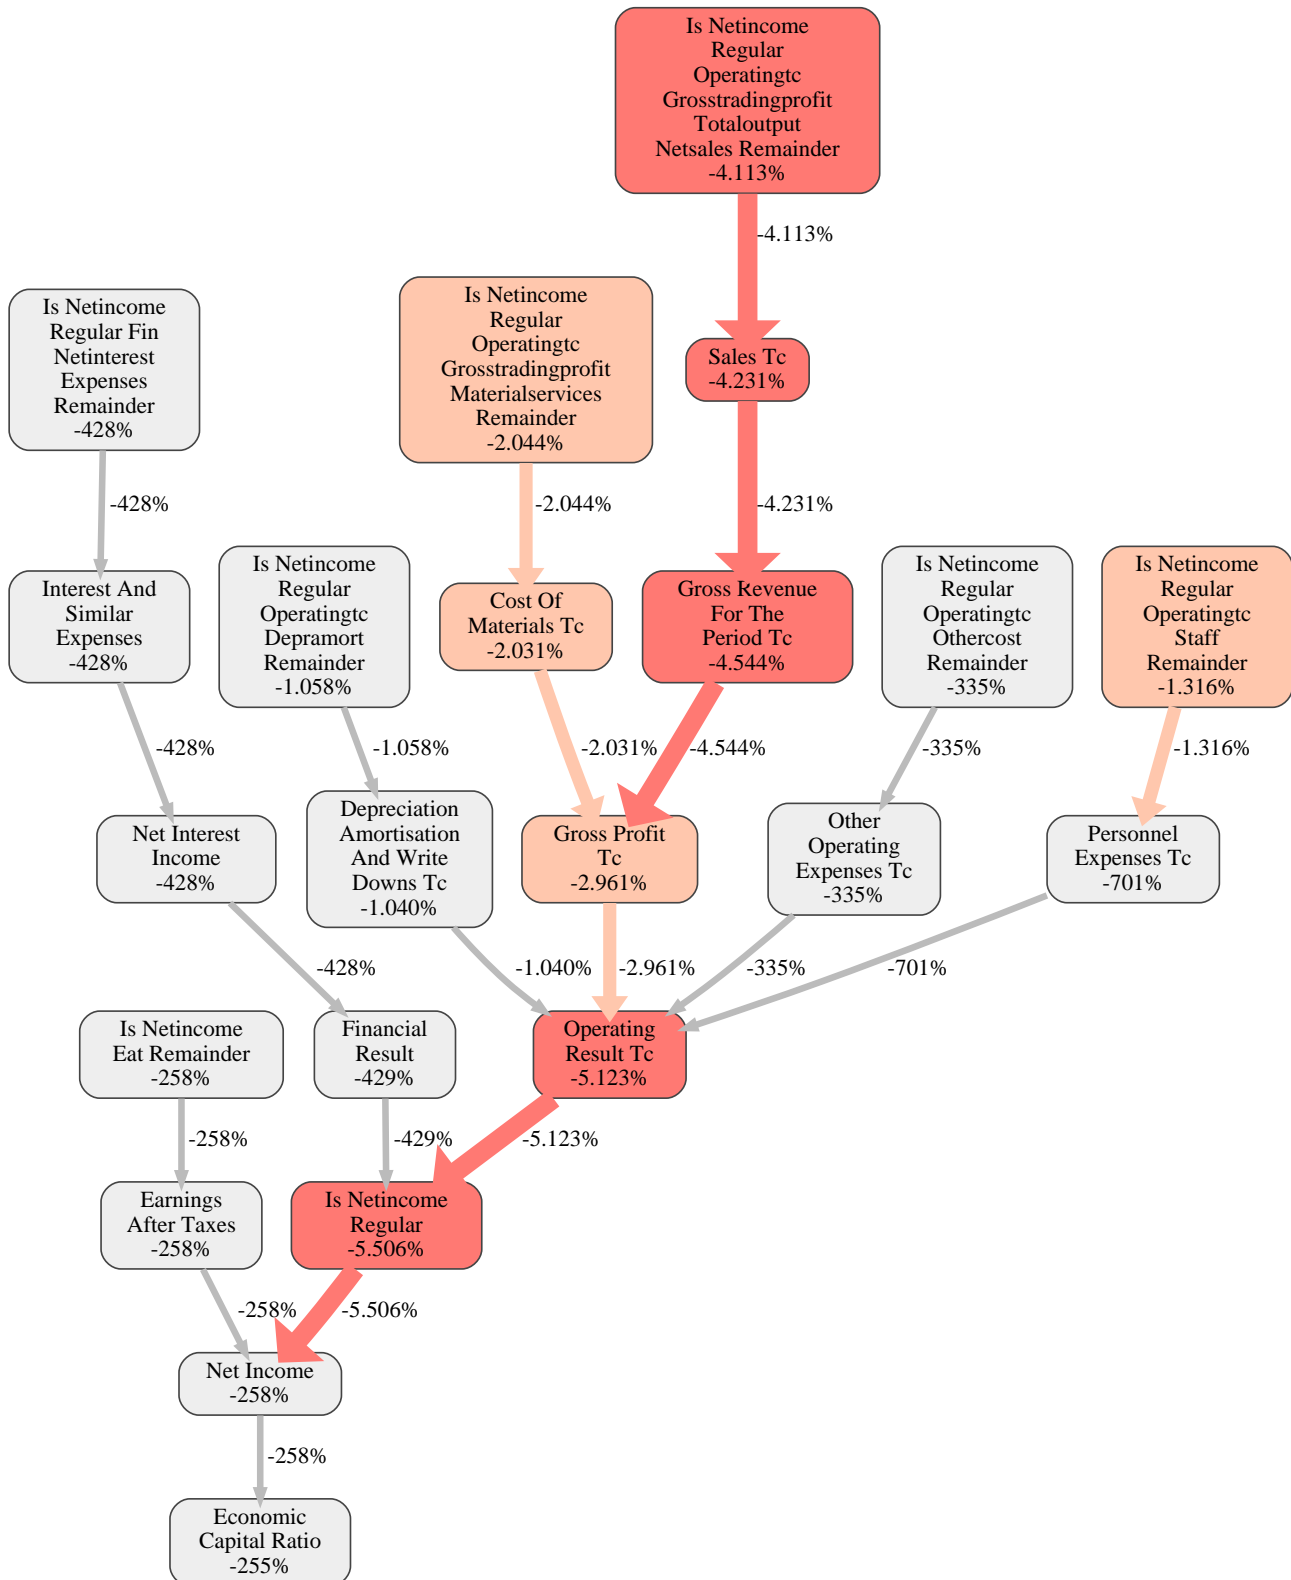 Is Netincome
Regular
Operatingtc
Grosstradingprofit
Totaloutput
Netsales Remainder
-4.113%
-4.113%
Is Netincome
Regular Fin
Netinterest
Expenses
Remainder
-428%
Is Netincome
Regular
Operatingtc
Grosstradingprofit
Materialservices
Remainder
-2.044%
Sales Tc
-4.231%
-428%
-2.044%
-4.231%
Interest And
Similar
Expenses
-428%
Is Netincome
Regular
Operatingtc
Depramort
Remainder
-1.058%
Cost Of
Materials Tc
-2.031%
Gross Revenue
For The
Period Tc
-4.544%
Is Netincome
Regular
Operatingtc
Othercost
Remainder
-335%
Is Netincome
Regular
Operatingtc
Staff
Remainder
-1.316%
-428%
-1.058%
-2.031%
-4.544%
-335%
-1.316%
Net Interest
Income
-428%
Depreciation
Amortisation
And Write
Downs Tc
-1.040%
Gross Profit
Tc
-2.961%
Other
Operating
Expenses Tc
-335%
Personnel
Expenses Tc
-701%
-428%
-1.040%
-2.961%
-335%
-701%
Is Netincome
Eat Remainder
-258%
Financial
Result
-429%
Operating
Result Tc
-5.123%
-258%
-429%
-5.123%
Earnings
After Taxes
-258%
Is Netincome
Regular
-5.506%
-258%
-5.506%
Net Income
-258%
-258%
Economic
Capital Ratio
-255%